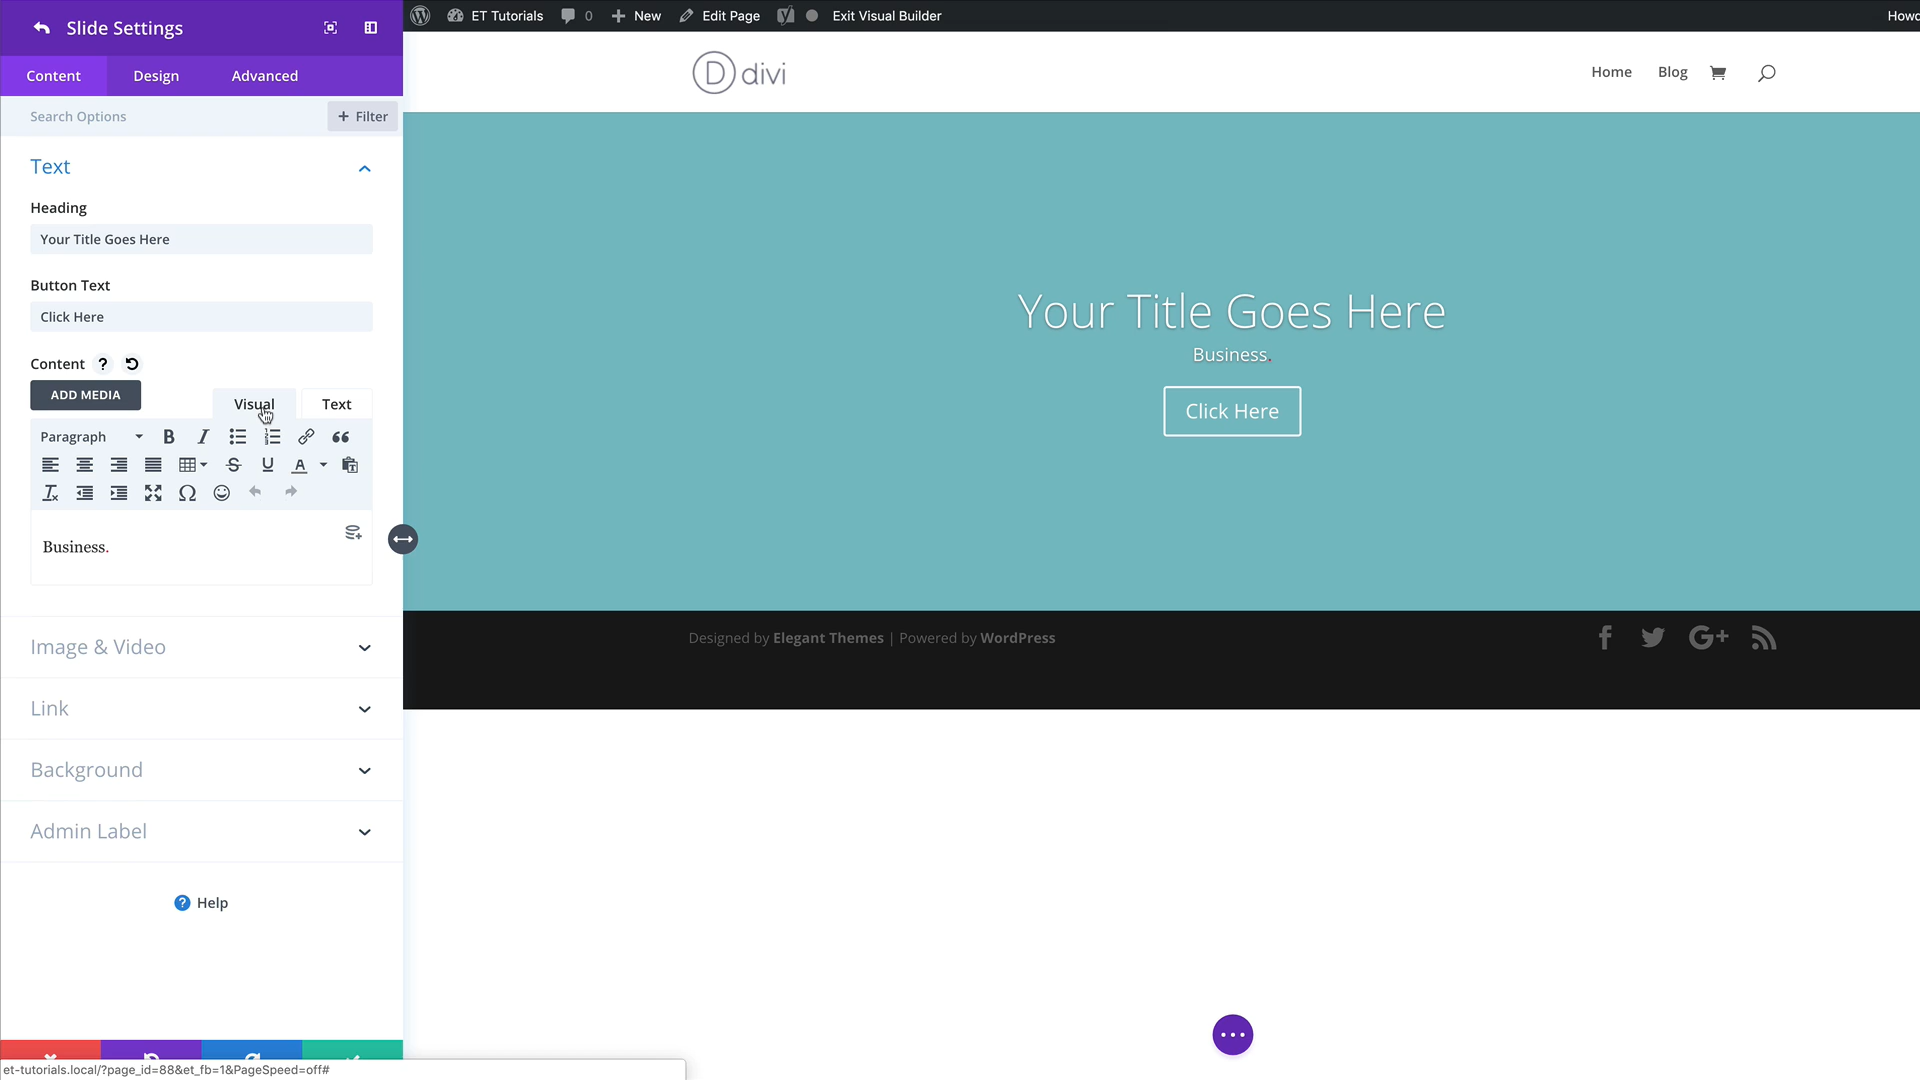 Slide Settings
Content Design Advanced
Search Options + Filter
Text
Heading
Your Title Goes Here
Button Text
Click Here
Content ?
ADD MEDIA
Visual Text
Paragraph B I
A
Business.
Image & Video
Link
Background
Admin Label
? Help
et-tutorials.local/?page_id=88&et_fb=1&PageSpeed=off#
ET Tutorials 0 + New Edit Page Exit Visual Builder Howd
D divi
Home Blog
Your Title Goes Here
Business.
Click Here
Designed by Elegant Themes | Powered by WordPress
G+